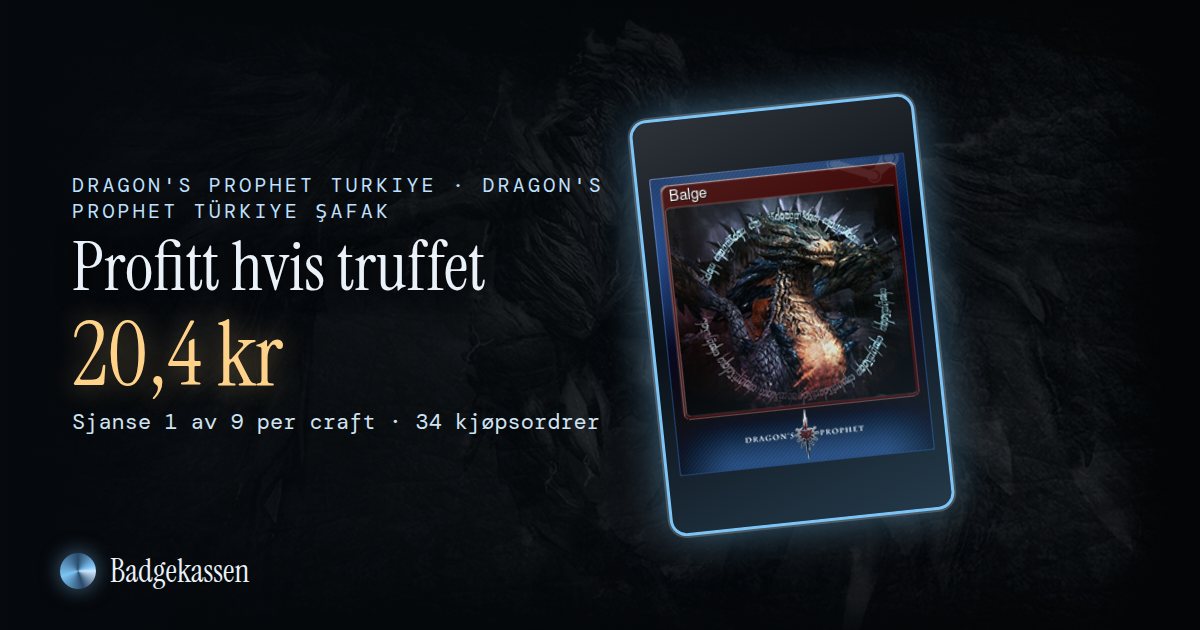 DRAGON'S PROPHET TURKIYE · DRAGON'S
PROPHET TÜRKIYE ŞAFAK
Profitt hvis truffet
20,4 kr
Sjanse 1 av 9 per craft · 34 kjøpsordrer
Badgekassen
Balge
DRAGON'S PROPHET